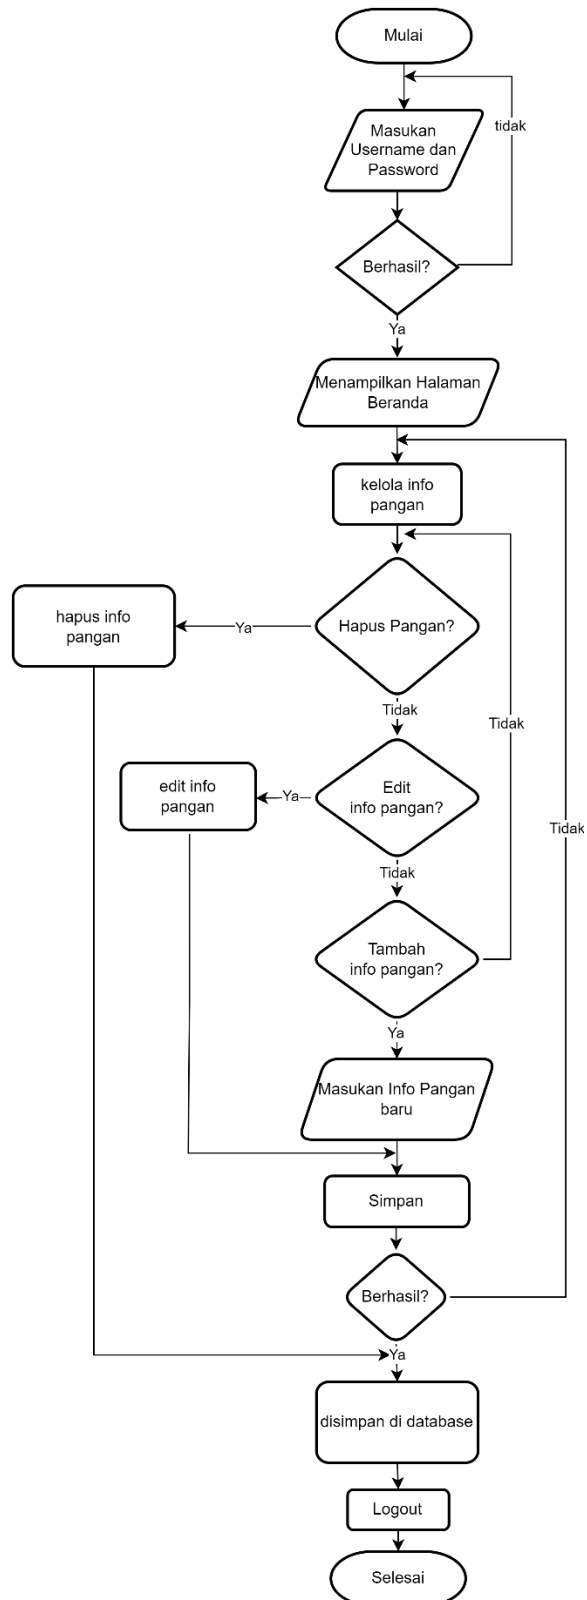 Mulai
tidak
Masukan
Username dan
Password
Berhasil?
Ya
Menampilkan Halaman
Beranda
kelola info
pangan
hapus info
pangan
Ya
Hapus Pangan?
Tidak
Tidak
edit info
pangan
Ya
Edit
info pangan?
Tidak
Tidak
Tambah
info pangan?
Ya
Masukan Info Pangan
baru
Simpan
Berhasil?
Ya
disimpan di database
Logout
Selesai